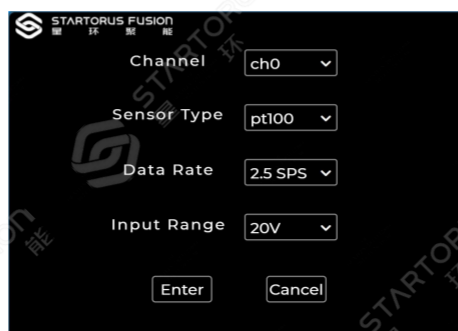 STARTORUS FUSION
星 环 聚 能
Channel ch0
Sensor Type pt100
Data Rate 2.5 SPS
Input Range 20V
Enter Cancel